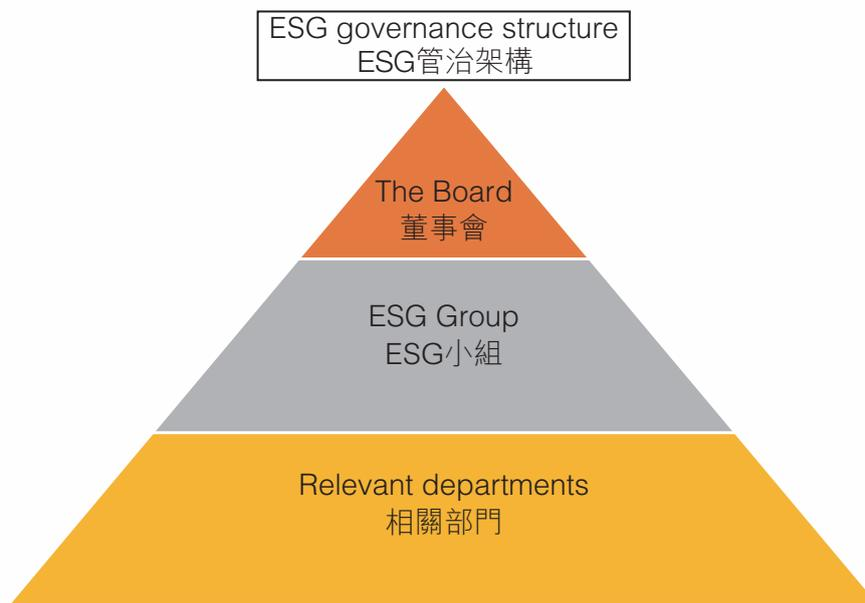 ESG governance structure
ESG管治架構
The Board
董事會
ESG Group
ESG小組
Relevant departments
相關部門